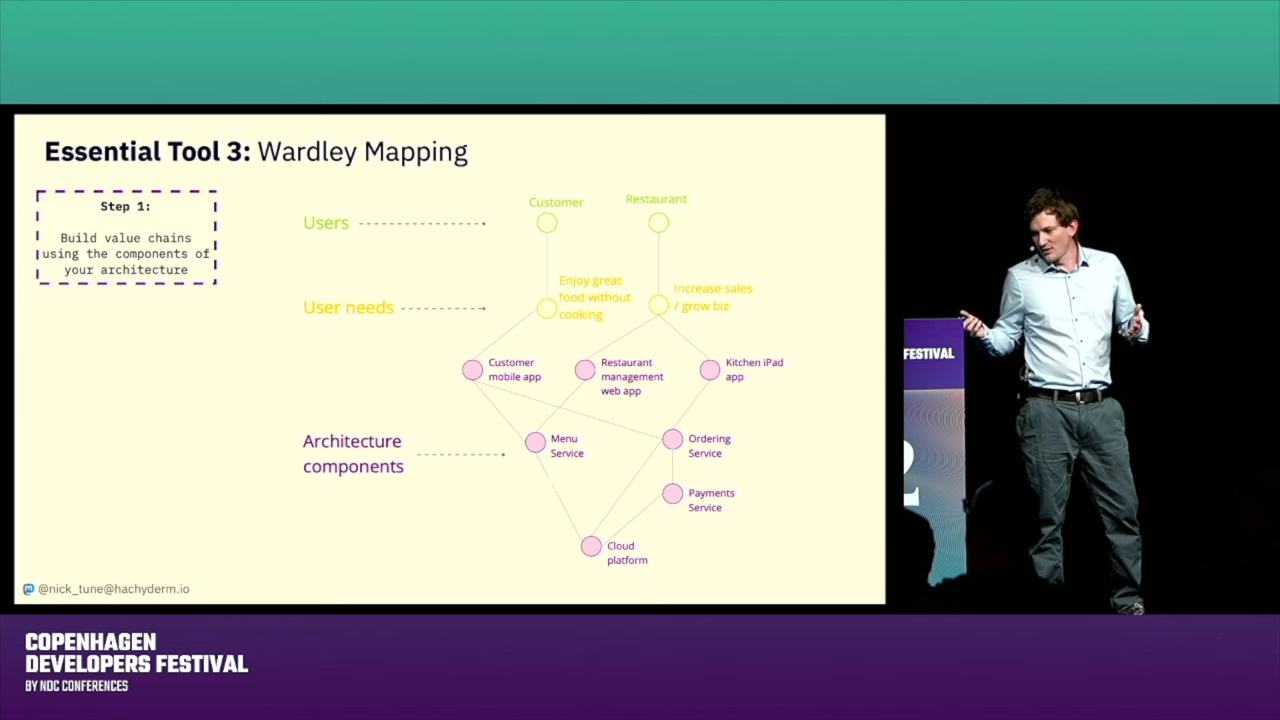 Essential Tool 3: Wardley Mapping
Step 1:
Build value chains
using the components of
your architecture
Users
Customer
Restaurant
User needs
Enjoy great
food without
cooking
Increase sales
/ grow biz
Customer
mobile app
Restaurant
management
web app
Kitchen iPad
app
Architecture
components
Menu
Service
Ordering
Service
Payments
Service
Cloud
platform
@nick_tune@hachyderm.io
FESTIVAL
COPENHAGEN
DEVELOPERS FESTIVAL
BY NDC CONFERENCES